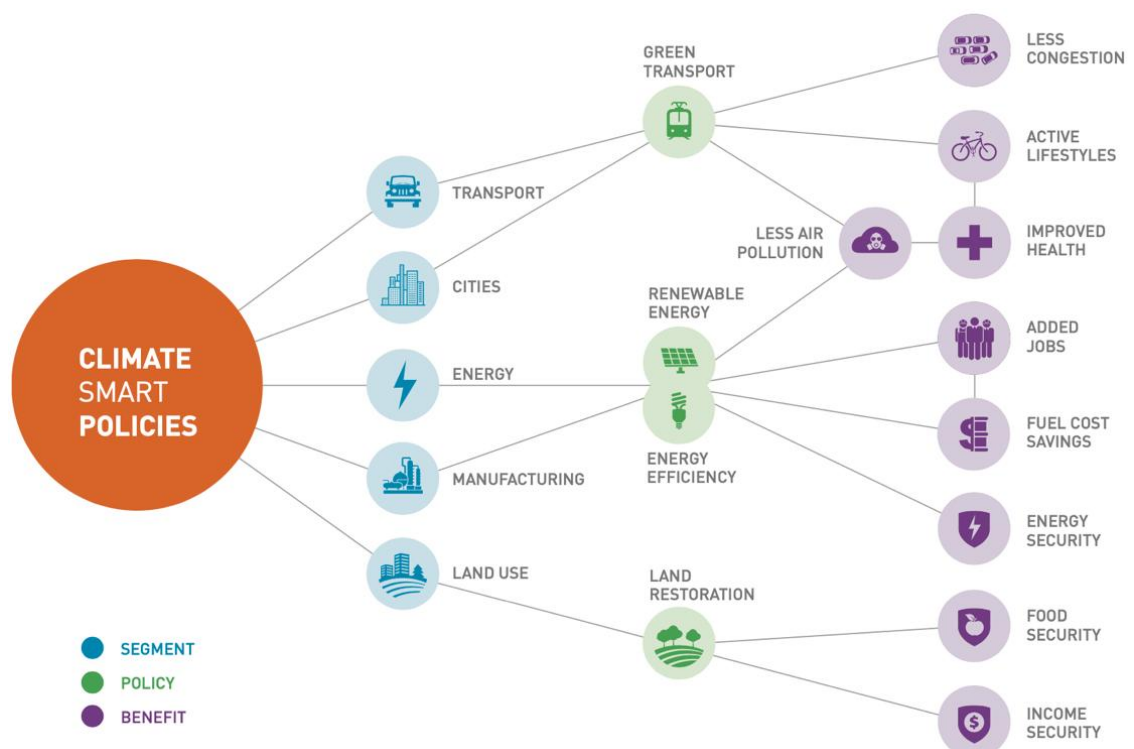 CLIMATE
SMART
POLICIES
TRANSPORT
CITIES
ENERGY
MANUFACTURING
LAND USE
GREEN
TRANSPORT
LESS AIR
POLLUTION
RENEWABLE
ENERGY
ENERGY
EFFICIENCY
LAND
RESTORATION
LESS
CONGESTION
ACTIVE
LIFESTYLES
IMPROVED
HEALTH
ADDED
JOBS
FUEL COST
SAVINGS
ENERGY
SECURITY
FOOD
SECURITY
$
INCOME
SECURITY
SEGMENT
POLICY
BENEFIT